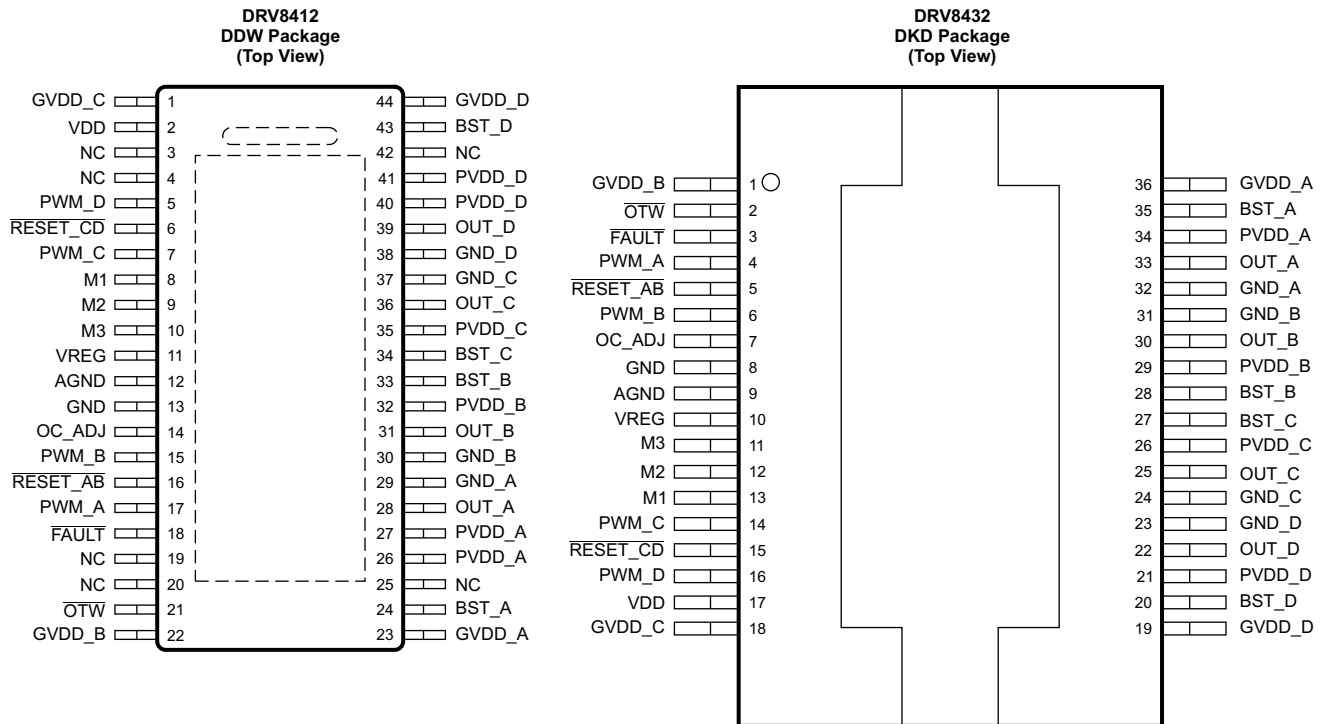 DRV8412
DDW Package
(Top View)
GVDD_C 1 44 GVDD_D
VDD 2 43 BST_D
NC 3 42 NC
NC 4 41 PVDD_D
PWM_D 5 40 PVDD_D
RESET_CD 6 39 OUT_D
PWM_C 7 38 GND_D
M1 8 37 GND_C
M2 9 36 OUT_C
M3 10 35 PVDD_C
VREG 11 34 BST_C
AGND 12 33 BST_B
GND 13 32 PVDD_B
OC_ADJ 14 31 OUT_B
PWM_B 15 30 GND_B
RESET_AB 16 29 GND_A
PWM_A 17 28 OUT_A
FAULT 18 27 PVDD_A
NC 19 26 PVDD_A
NC 20 25 NC
OTW 21 24 BST_A
GVDD_B 22 23 GVDD_A
DRV8432
DKD Package
(Top View)
GVDD_B 1 36 GVDD_A
OTW 2 35 BST_A
FAULT 3 34 PVDD_A
PWM_A 4 33 OUT_A
RESET_AB 5 32 GND_A
PWM_B 6 31 GND_B
OC_ADJ 7 30 OUT_B
GND 8 29 PVDD_B
AGND 9 28 BST_B
VREG 10 27 BST_C
M3 11 26 PVDD_C
M2 12 25 OUT_C
M1 13 24 GND_C
PWM_C 14 23 GND_D
RESET_CD 15 22 OUT_D
PWM_D 16 21 PVDD_D
VDD 17 20 BST_D
GVDD_C 18 19 GVDD_D